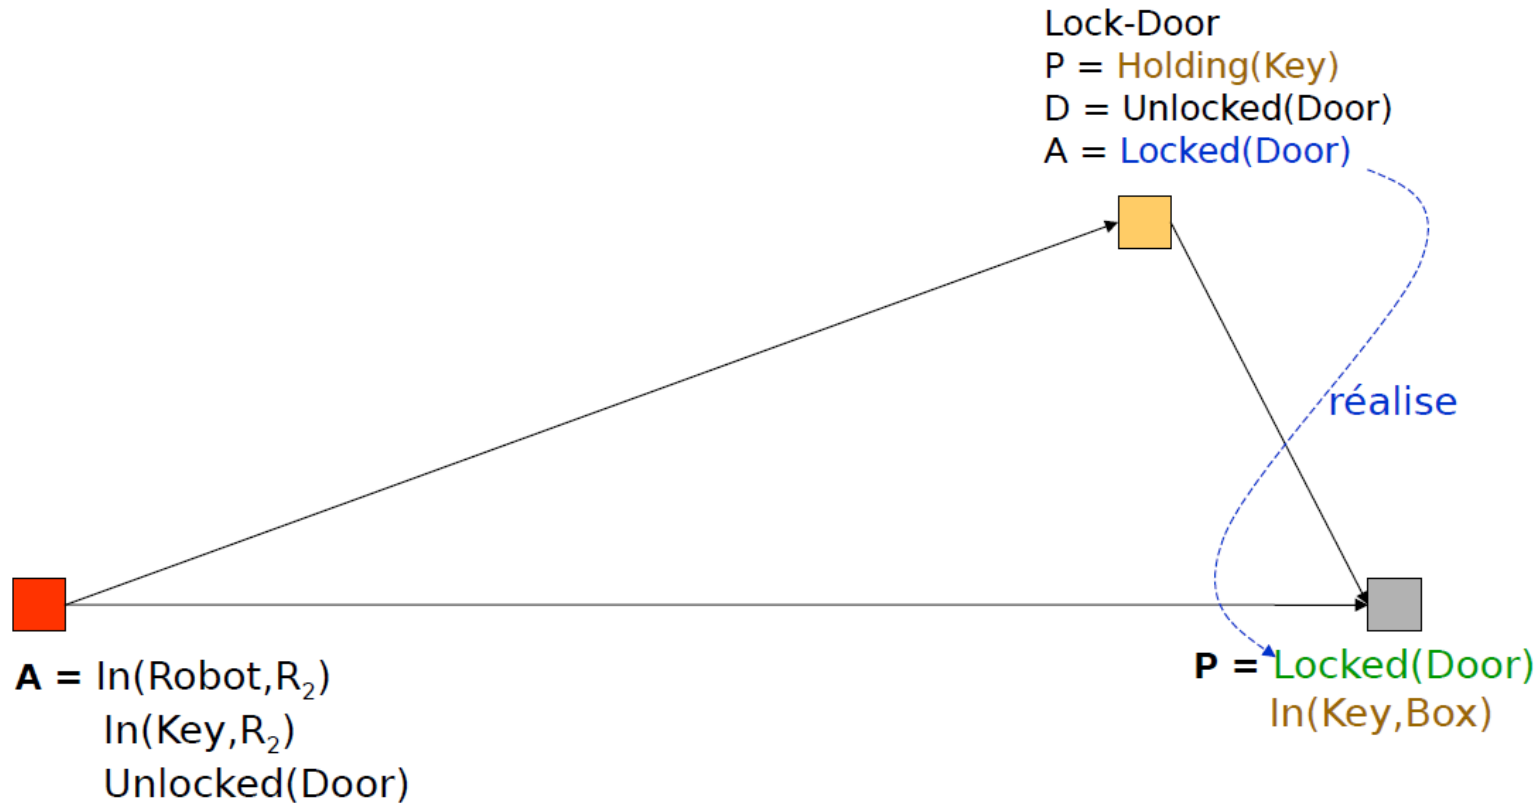 Lock-Door
P = Holding(Key)
D = Unlocked(Door)
A = Locked(Door)
réalise
A = In(Robot,R₂)
In(Key,R₂)
Unlocked(Door)
P = Locked(Door)
In(Key,Box)